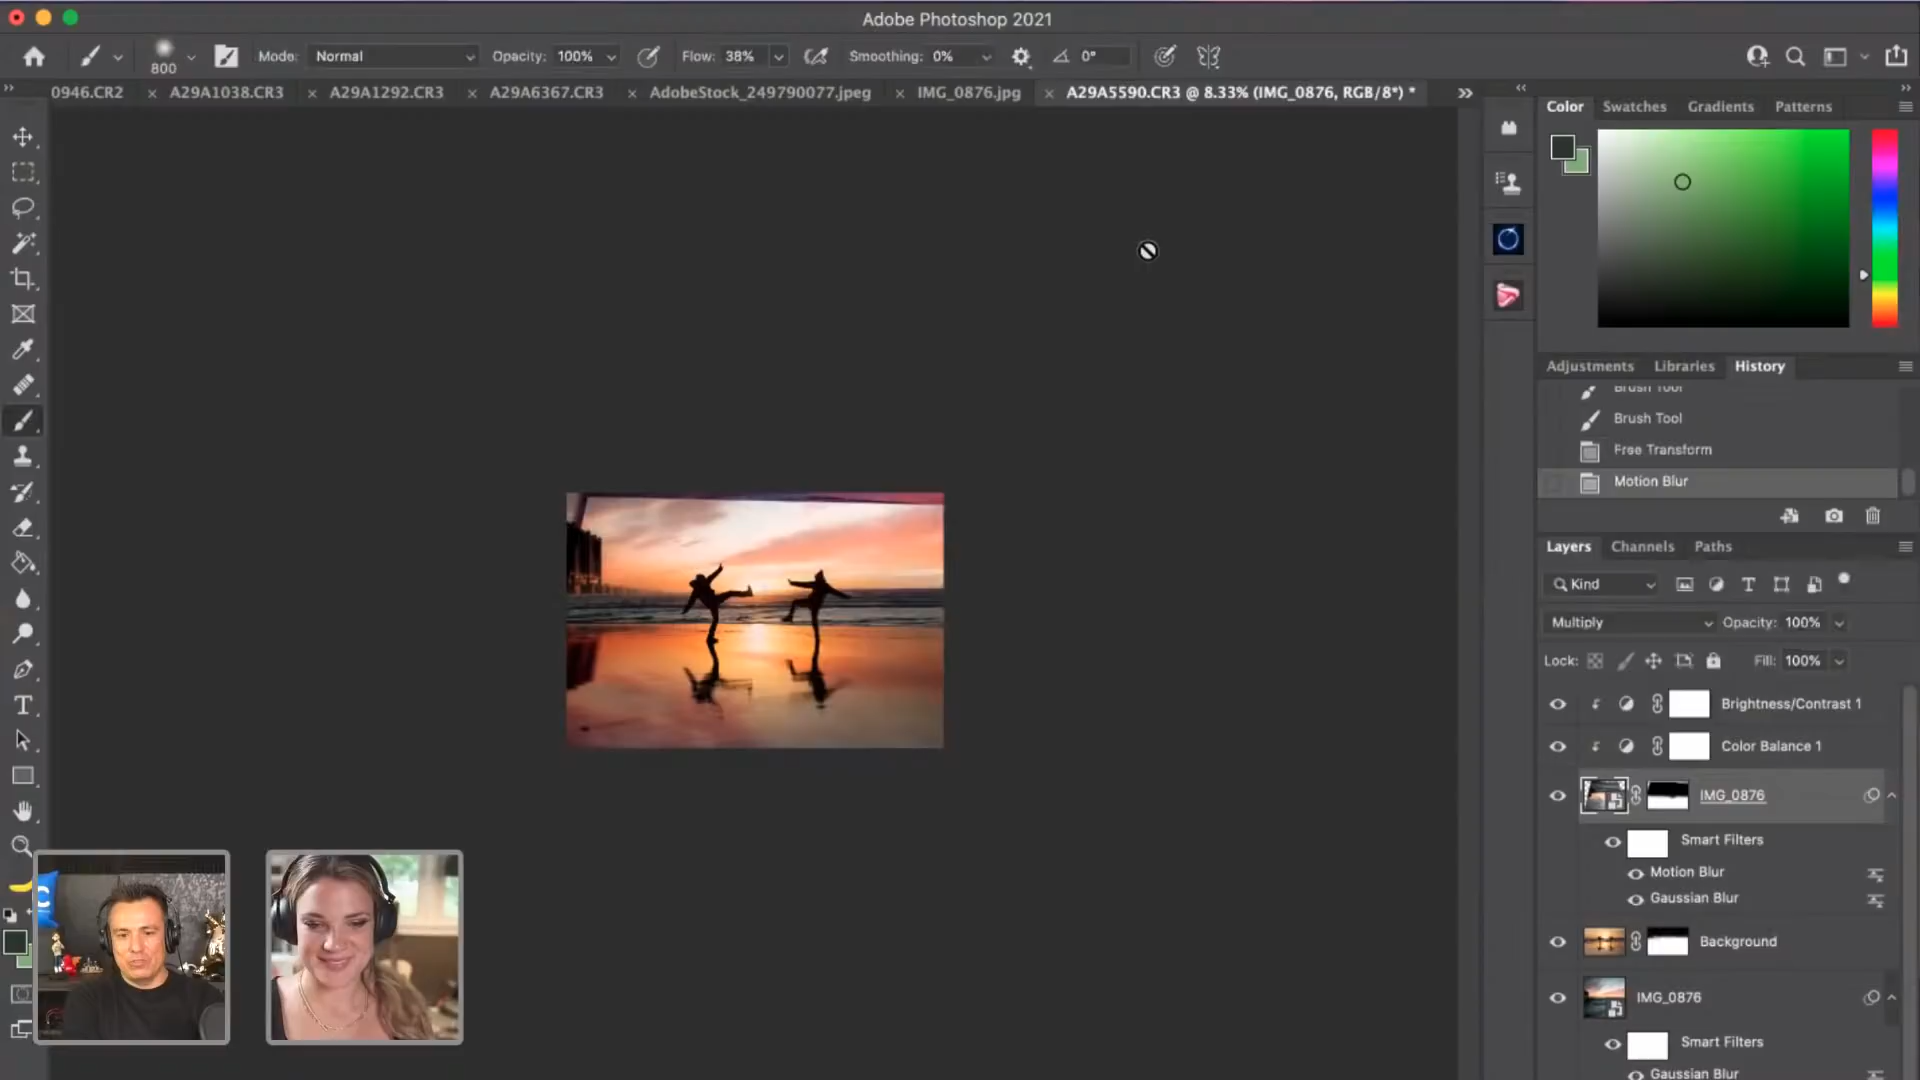 Adobe Photoshop 2021
800
Mode: Normal Opacity: 100% Flow: 38% Smoothing: 0% 0°
0946.CR2 × A29A1038.CR3 × A29A1292.CR3 × A29A6367.CR3 × AdobeStock_249790077.jpeg × IMG_0876.jpg × A29A5590.CR3 @ 8.33% (IMG_0876, RGB/8*) *
Color Swatches Gradients Patterns
Adjustments Libraries History
Brush Tool
Brush Tool
Free Transform
Motion Blur
Layers Channels Paths
Kind
Multiply Opacity: 100%
Lock: Fill: 100%
Brightness/Contrast 1
Color Balance 1
IMG_0876
Smart Filters
Motion Blur
Gaussian Blur
Background
IMG_0876
Smart Filters
Gaussian Blur